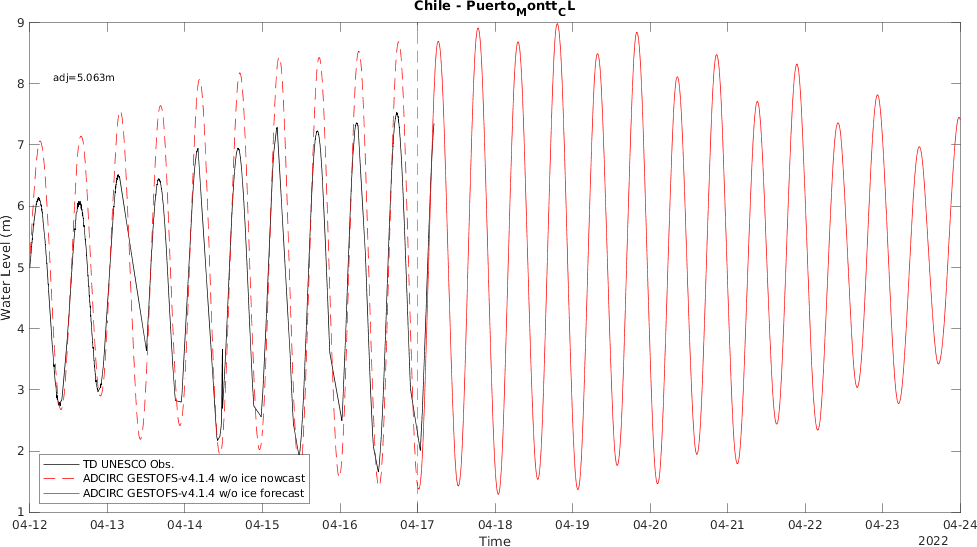 Chile - Puerto_Montt_CL
adj=5.063m
Water Level (m)
9
8
7
6
5
4
3
2
1
TD UNESCO Obs.
ADCIRC GESTOFS-v4.1.4 w/o ice nowcast
ADCIRC GESTOFS-v4.1.4 w/o ice forecast
04-12 04-13 04-14 04-15 04-16 04-17 04-18 04-19 04-20 04-21 04-22 04-23 04-24
Time
2022